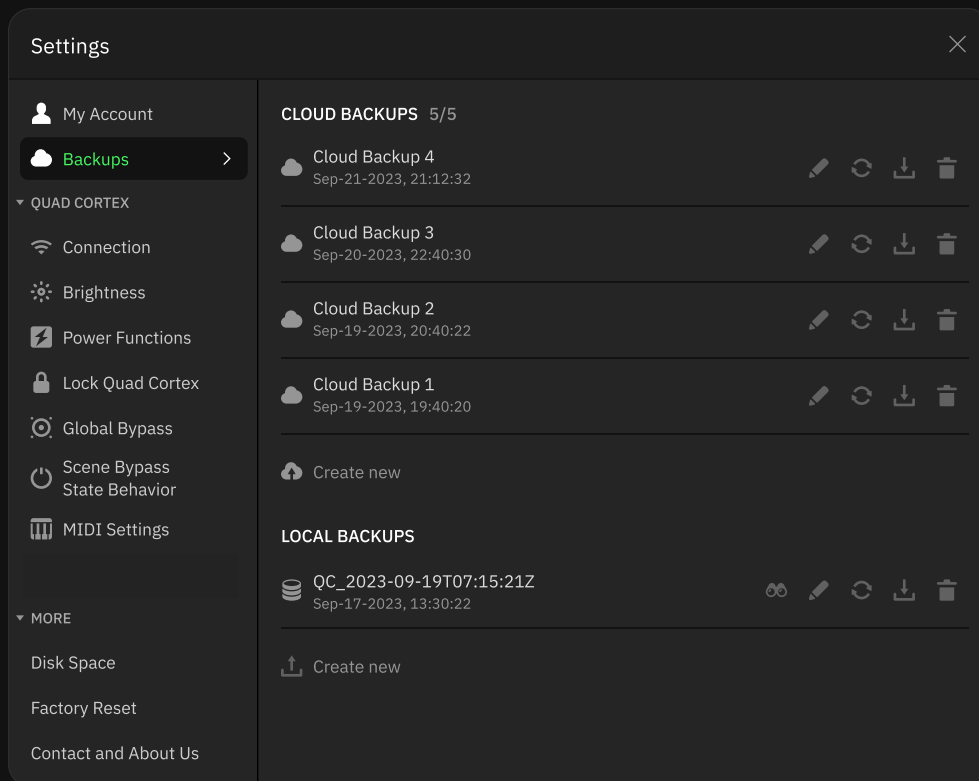 Settings
My Account
Backups
QUAD CORTEX
Connection
Brightness
Power Functions
Lock Quad Cortex
Global Bypass
Scene Bypass
State Behavior
MIDI Settings
MORE
Disk Space
Factory Reset
Contact and About Us
CLOUD BACKUPS 5/5
Cloud Backup 4
Sep-21-2023, 21:12:32
Cloud Backup 3
Sep-20-2023, 22:40:30
Cloud Backup 2
Sep-19-2023, 20:40:22
Cloud Backup 1
Sep-19-2023, 19:40:20
Create new
LOCAL BACKUPS
QC_2023-09-19T07:15:21Z
Sep-17-2023, 13:30:22
Create new